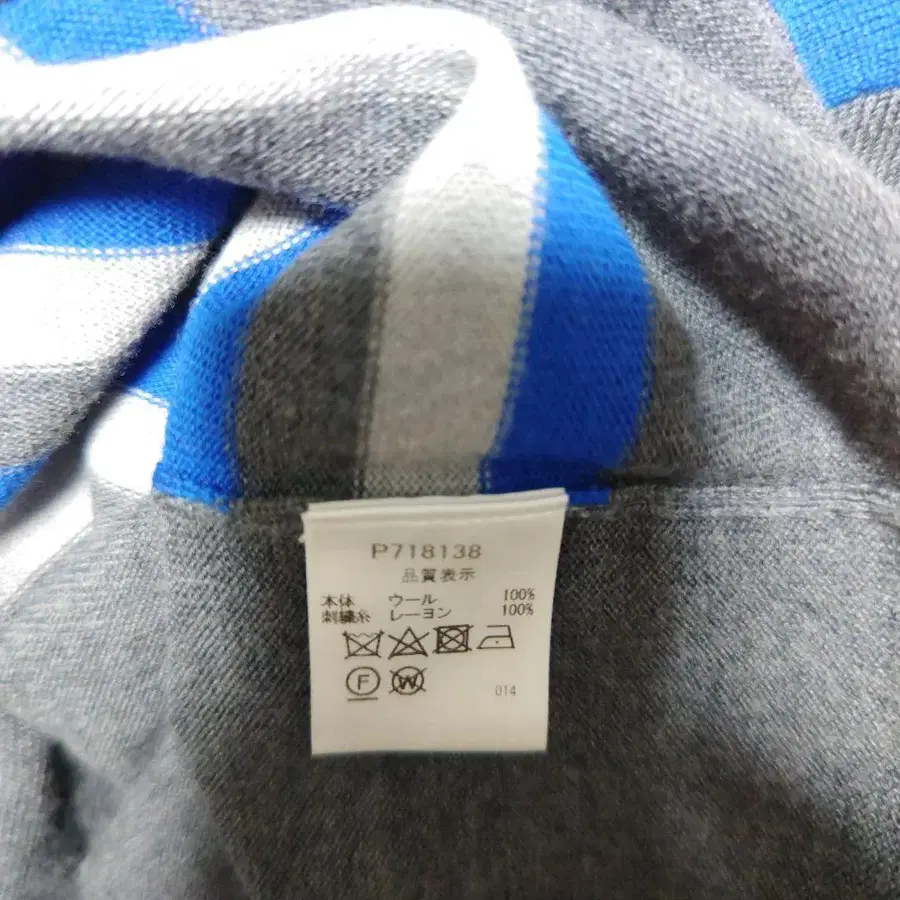 P718138
品質表示
本体 ウール 100%
刺繍糸 レーヨン 100%
F W
014